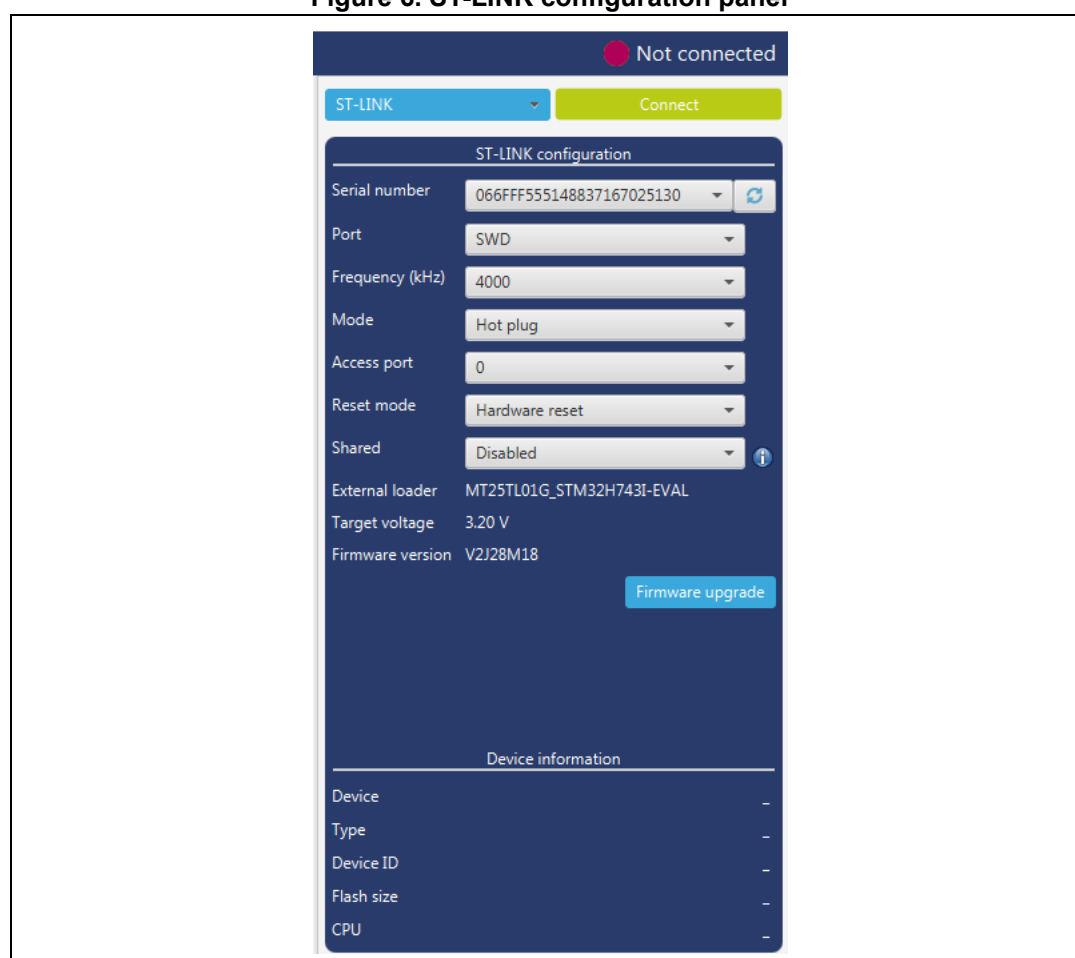 Figure 6. ST-LINK configuration panel
Not connected
ST-LINK Connect
ST-LINK configuration
Serial number 066FFF555148837167025130
Port SWD
Frequency (kHz) 4000
Mode Hot plug
Access port 0
Reset mode Hardware reset
Shared Disabled
External loader MT25TL01G_STM32H743I-EVAL
Target voltage 3.20 V
Firmware version V2J28M18
Firmware upgrade
Device information
Device -
Type -
Device ID -
Flash size -
CPU -